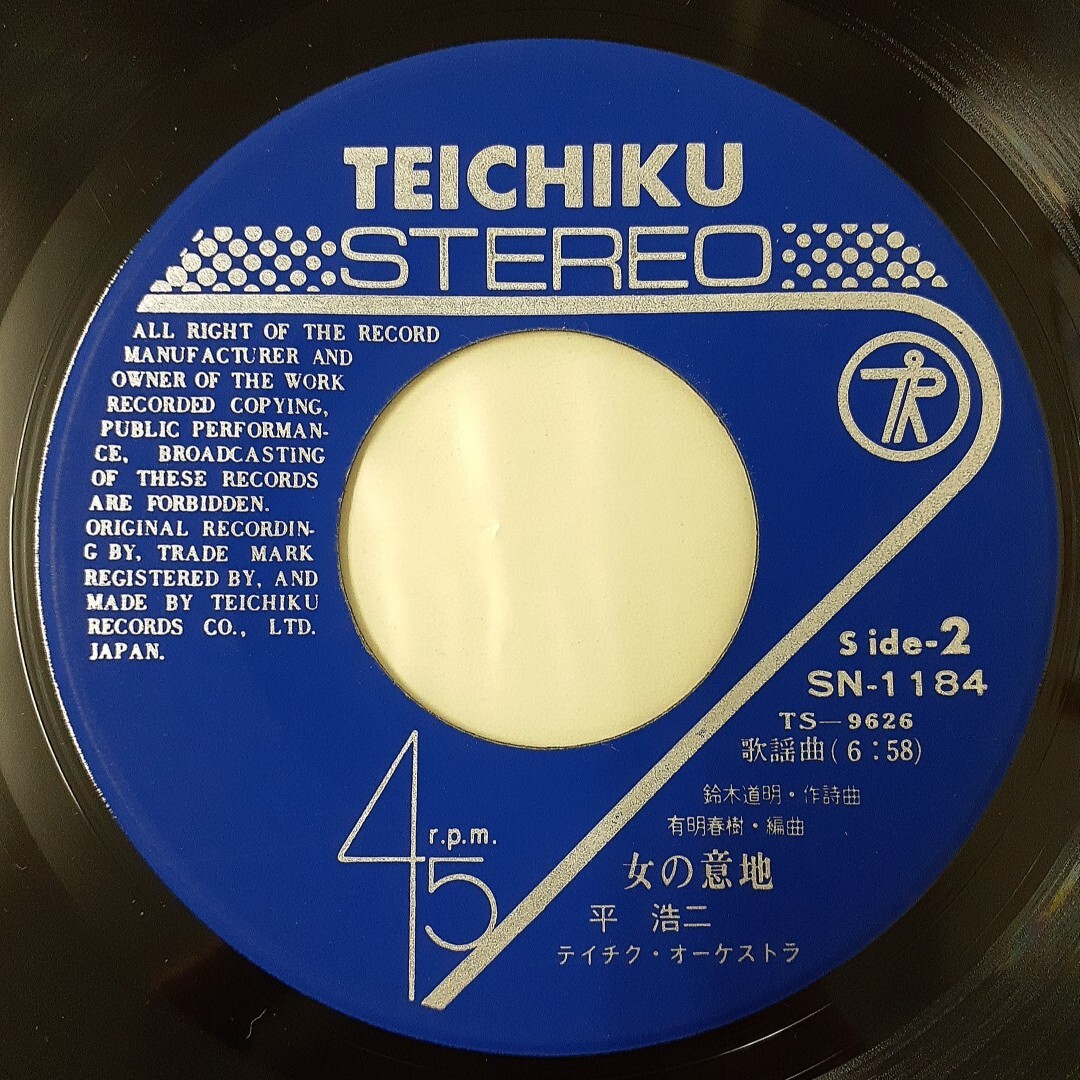 TEICHIKU
STEREO
ALL RIGHT OF THE RECORD
MANUFACTURER AND
OWNER OF THE WORK
RECORDED COPYING,
PUBLIC PERFORMAN-
CE, BROADCASTING
OF THESE RECORDS
ARE FORBIDDEN.
ORIGINAL RECORDIN-
G BY, TRADE MARK
REGISTERED BY, AND
MADE BY TEICHIKU
RECORDS CO., LTD.
JAPAN.
Side-2
SN-1184
TS-9626
歌謡曲(6:58)
鈴木道明・作詩曲
有明春樹・編曲
女の意地
平 浩二
テイチク・オーケストラ
45 r.p.m.